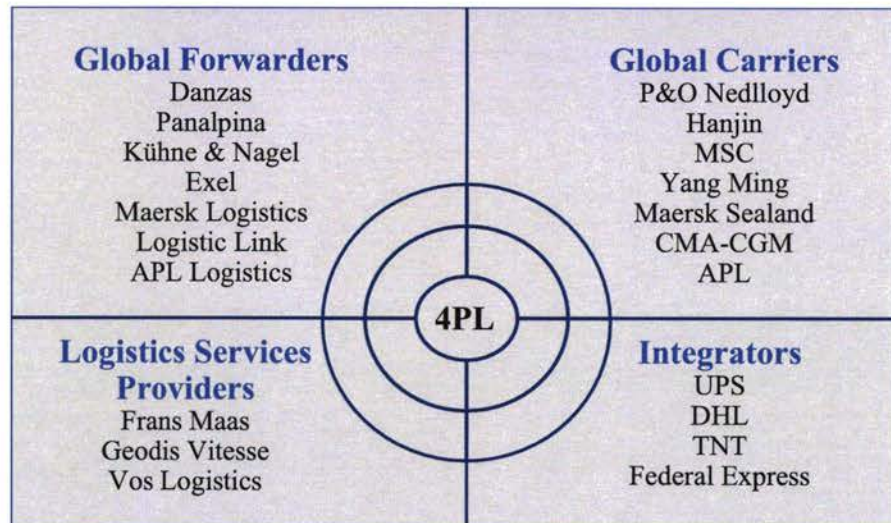 Global Forwarders
Danzas
Panalpina
Kühne & Nagel
Exel
Maersk Logistics
Logistic Link
APL Logistics
Global Carriers
P&O Nedlloyd
Hanjin
MSC
Yang Ming
Maersk Sealand
CMA-CGM
APL
4PL
Logistics Services
Providers
Frans Maas
Geodis Vitesse
Vos Logistics
Integrators
UPS
DHL
TNT
Federal Express